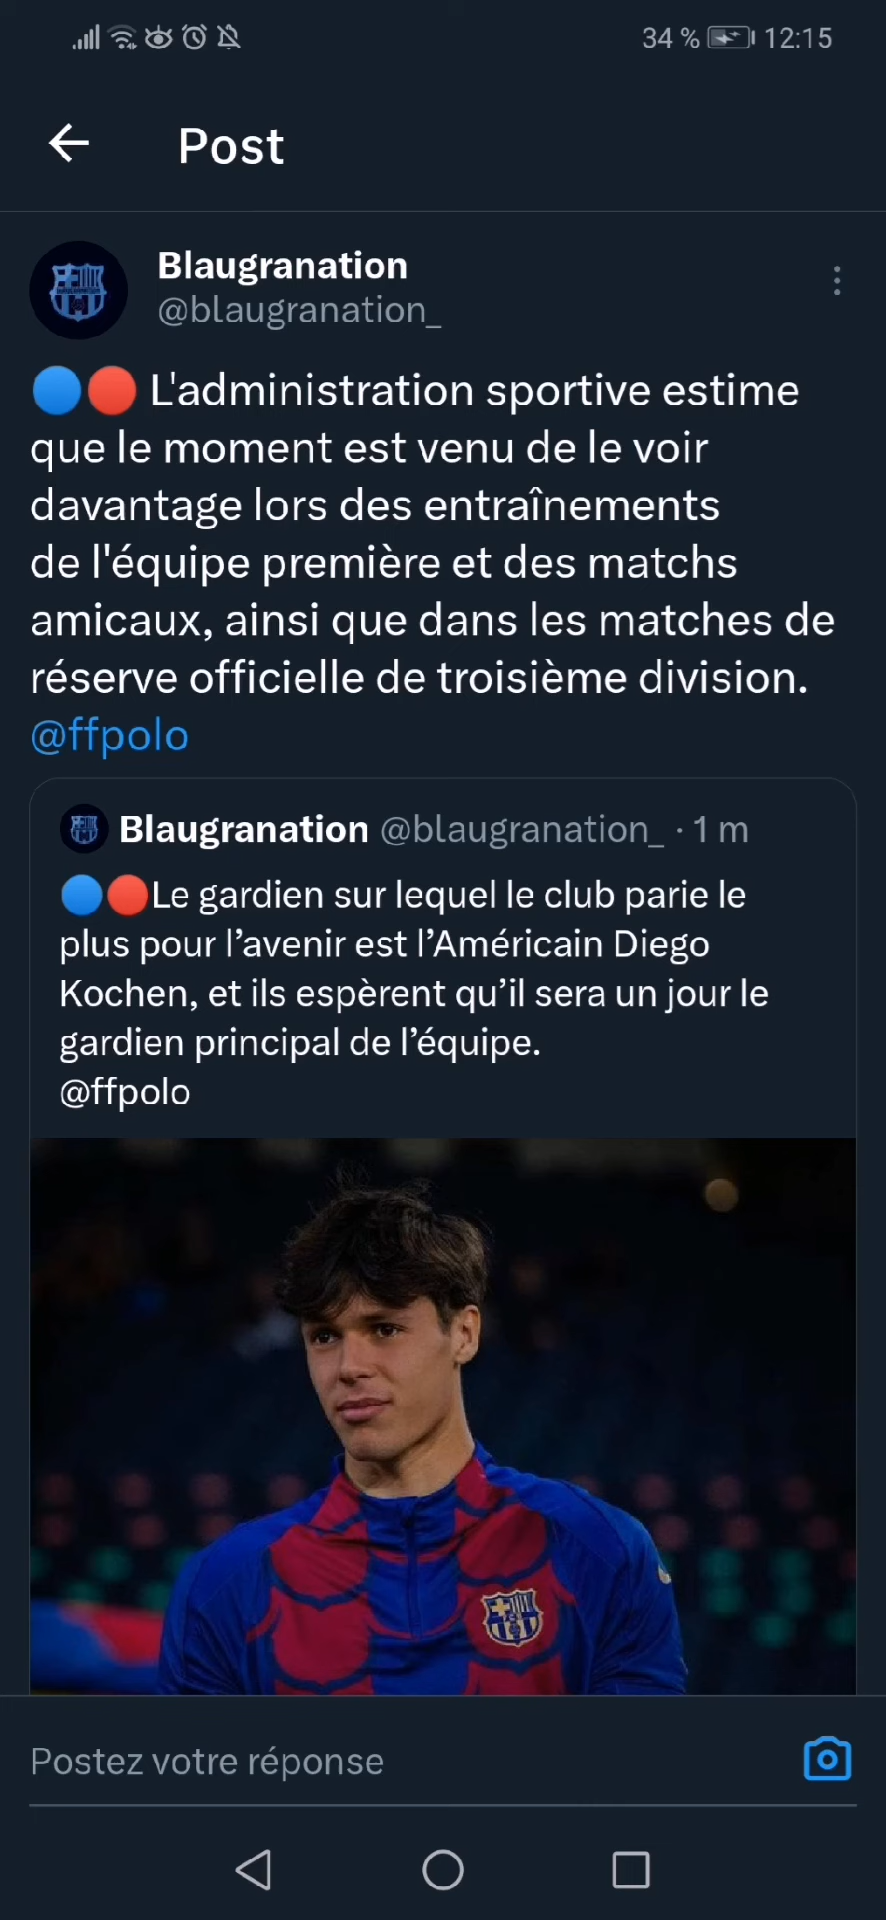 34 % 12:15
Post
Blaugranation
@blaugranation_
🔵🔴 L'administration sportive estime
que le moment est venu de le voir
davantage lors des entraînements
de l'équipe première et des matchs
amicaux, ainsi que dans les matches de
réserve officielle de troisième division.
@ffpolo
Blaugranation @blaugranation_ · 1 m
🔵🔴Le gardien sur lequel le club parie le
plus pour l’avenir est l’Américain Diego
Kochen, et ils espèrent qu’il sera un jour le
gardien principal de l’équipe.
@ffpolo
Postez votre réponse